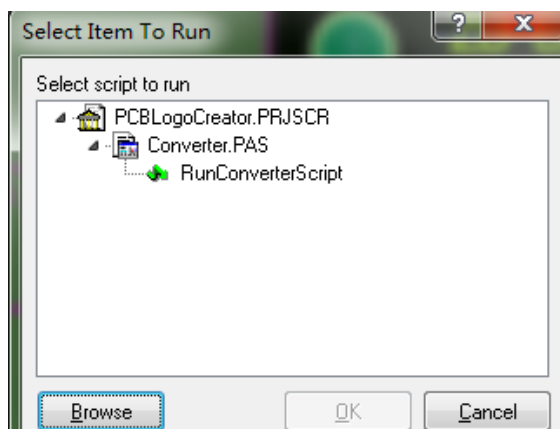 Select Item To Run
Select script to run
PCBLogoCreator.PRJSCR
Converter.PAS
RunConverterScript
Browse OK Cancel